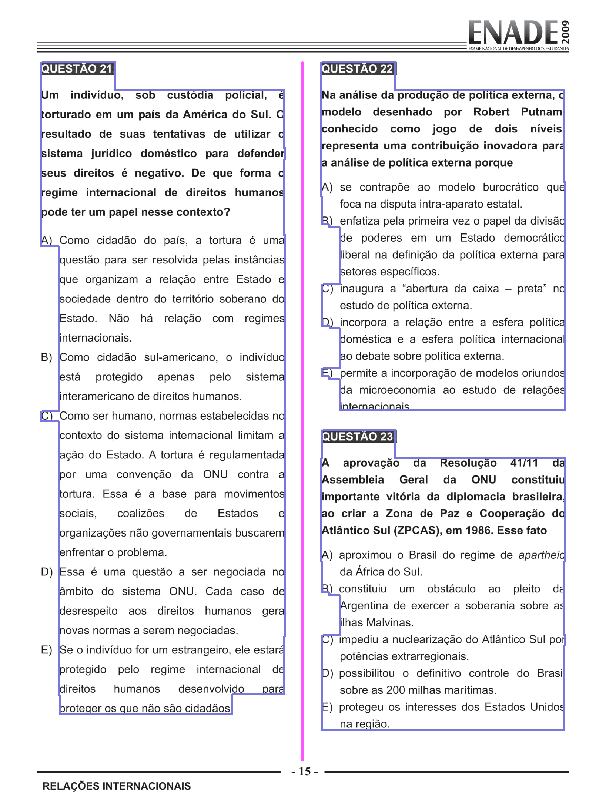 ENADE 2009
EXAME NACIONAL DE DESEMPENHO DOS ESTUDANTES
QUESTÃO 21
Um indivíduo, sob custódia policial, é
torturado em um país da América do Sul. O
resultado de suas tentativas de utilizar o
sistema jurídico doméstico para defender
seus direitos é negativo. De que forma o
regime internacional de direitos humanos
pode ter um papel nesse contexto?
A) Como cidadão do país, a tortura é uma
questão para ser resolvida pelas instâncias
que organizam a relação entre Estado e
sociedade dentro do território soberano do
Estado. Não há relação com regimes
internacionais.
B) Como cidadão sul-americano, o indivíduo
está protegido apenas pelo sistema
interamericano de direitos humanos.
C) Como ser humano, normas estabelecidas no
contexto do sistema internacional limitam a
ação do Estado. A tortura é regulamentada
por uma convenção da ONU contra a
tortura. Essa é a base para movimentos
sociais, coalizões de Estados e
organizações não governamentais buscarem
enfrentar o problema.
D) Essa é uma questão a ser negociada no
âmbito do sistema ONU. Cada caso de
desrespeito aos direitos humanos gera
novas normas a serem negociadas.
E) Se o indivíduo for um estrangeiro, ele estará
protegido pelo regime internacional de
direitos humanos desenvolvido para
proteger os que não são cidadãos.
QUESTÃO 22
Na análise da produção de política externa, o
modelo desenhado por Robert Putnam,
conhecido como jogo de dois níveis,
representa uma contribuição inovadora para
a análise de política externa porque
A) se contrapõe ao modelo burocrático que
foca na disputa intra-aparato estatal.
B) enfatiza pela primeira vez o papel da divisão
de poderes em um Estado democrático
liberal na definição da política externa para
setores específicos.
C) inaugura a “abertura da caixa – preta” no
estudo de política externa.
D) incorpora a relação entre a esfera política
doméstica e a esfera política internacional
ao debate sobre política externa.
E) permite a incorporação de modelos oriundos
da microeconomia ao estudo de relações
internacionais.
QUESTÃO 23
A aprovação da Resolução 41/11 da
Assembleia Geral da ONU constituiu
importante vitória da diplomacia brasileira,
ao criar a Zona de Paz e Cooperação do
Atlântico Sul (ZPCAS), em 1986. Esse fato
A) aproximou o Brasil do regime de apartheid
da África do Sul.
B) constituiu um obstáculo ao pleito da
Argentina de exercer a soberania sobre as
ilhas Malvinas.
C) impediu a nuclearização do Atlântico Sul por
potências extrarregionais.
D) possibilitou o definitivo controle do Brasil
sobre as 200 milhas marítimas.
E) protegeu os interesses dos Estados Unidos
na região.
- 15 -
RELAÇÕES INTERNACIONAIS